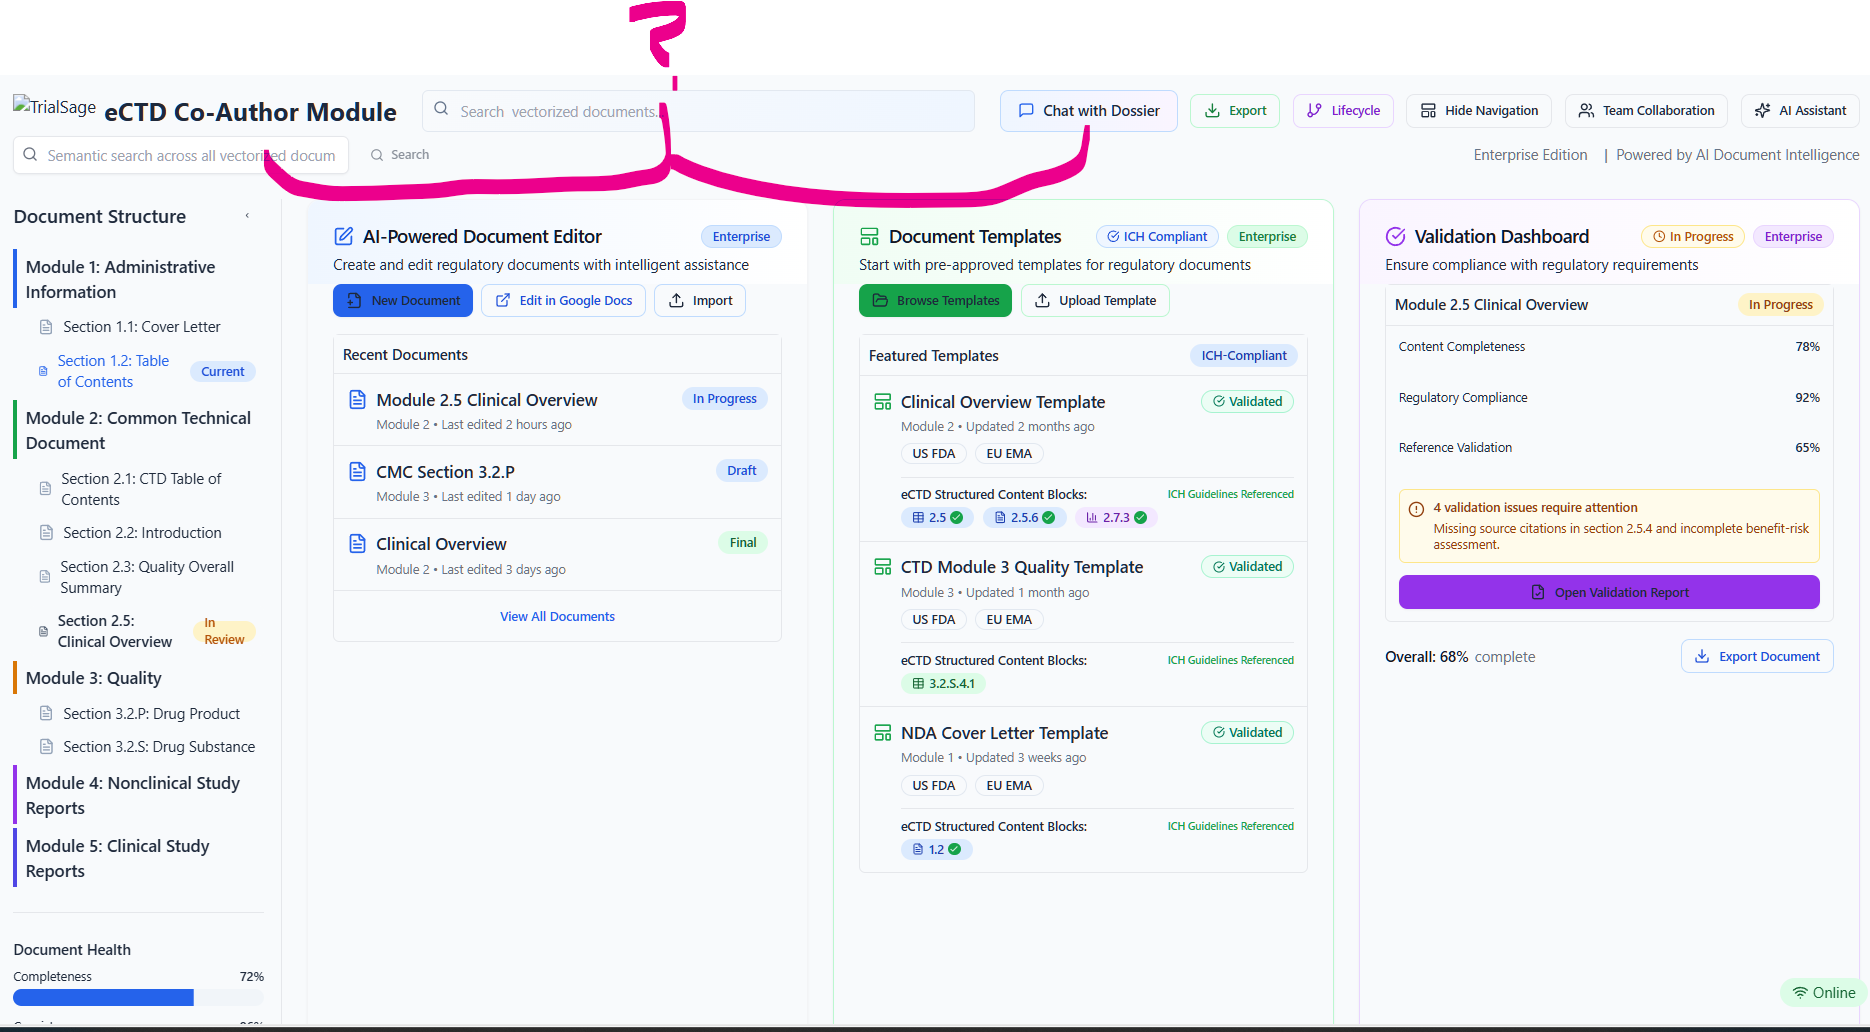 ?
TrialSage
eCTD Co-Author Module
Search vectorized documents..
Chat with Dossier
Export
Lifecycle
Hide Navigation
Team Collaboration
AI Assistant
Semantic search across all vectorized docum
Search
Enterprise Edition | Powered by AI Document Intelligence
Document Structure
Module 1: Administrative
Information
Section 1.1: Cover Letter
Section 1.2: Table
of Contents
Current
Module 2: Common Technical
Document
Section 2.1: CTD Table of
Contents
Section 2.2: Introduction
Section 2.3: Quality Overall
Summary
Section 2.5:
Clinical Overview
In
Review
Module 3: Quality
Section 3.2.P: Drug Product
Section 3.2.S: Drug Substance
Module 4: Nonclinical Study
Reports
Module 5: Clinical Study
Reports
Document Health
Completeness 72%
AI-Powered Document Editor
Enterprise
Create and edit regulatory documents with intelligent assistance
New Document
Edit in Google Docs
Import
Recent Documents
Module 2.5 Clinical Overview
In Progress
Module 2 • Last edited 2 hours ago
CMC Section 3.2.P
Draft
Module 3 • Last edited 1 day ago
Clinical Overview
Final
Module 2 • Last edited 3 days ago
View All Documents
Document Templates
ICH Compliant
Enterprise
Start with pre-approved templates for regulatory documents
Browse Templates
Upload Template
Featured Templates
ICH-Compliant
Clinical Overview Template
Validated
Module 2 • Updated 2 months ago
US FDA
EU EMA
eCTD Structured Content Blocks:
ICH Guidelines Referenced
2.5
2.5.6
2.7.3
CTD Module 3 Quality Template
Validated
Module 3 • Updated 1 month ago
US FDA
EU EMA
eCTD Structured Content Blocks:
ICH Guidelines Referenced
3.2.S.4.1
NDA Cover Letter Template
Validated
Module 1 • Updated 3 weeks ago
US FDA
EU EMA
eCTD Structured Content Blocks:
ICH Guidelines Referenced
1.2
Validation Dashboard
In Progress
Enterprise
Ensure compliance with regulatory requirements
Module 2.5 Clinical Overview
In Progress
Content Completeness 78%
Regulatory Compliance 92%
Reference Validation 65%
4 validation issues require attention
Missing source citations in section 2.5.4 and incomplete benefit-risk
assessment.
Open Validation Report
Overall: 68% complete
Export Document
Online